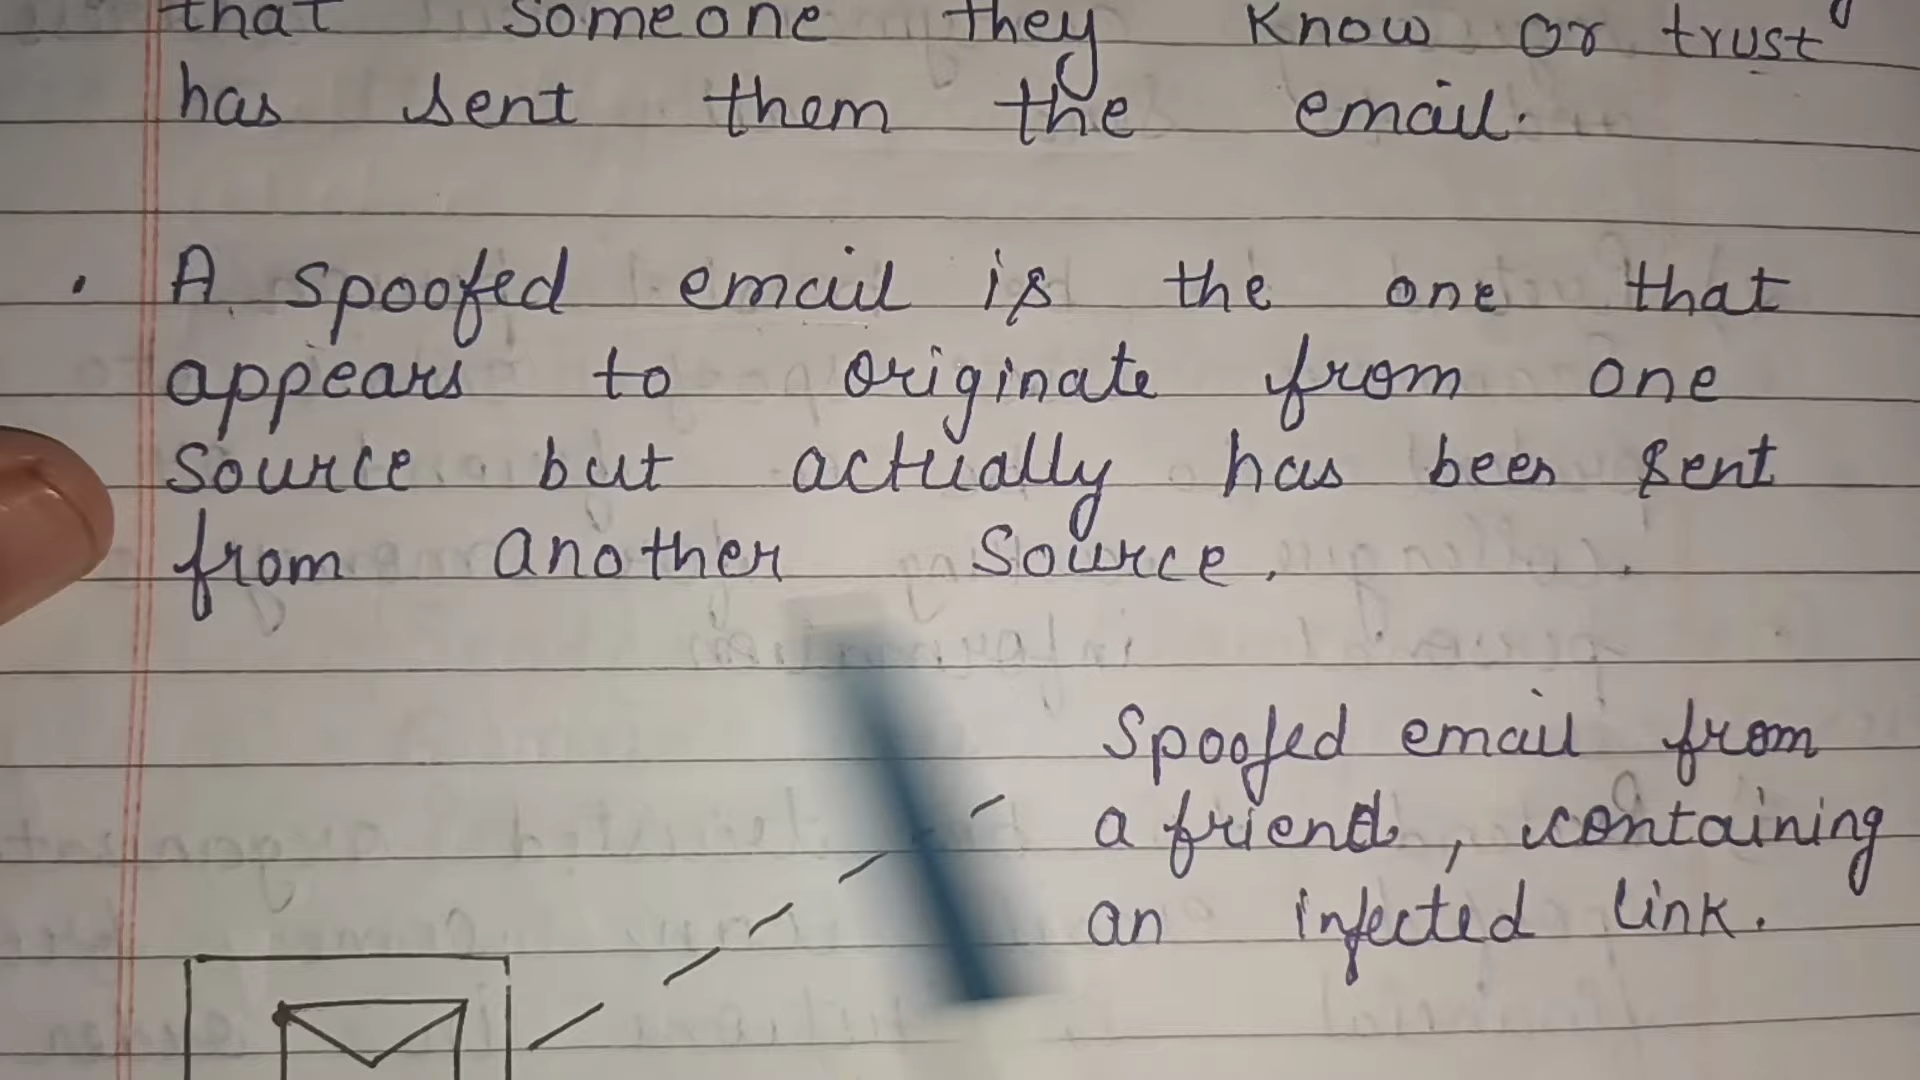 that someone they know or trust
has sent them the email.
. A spoofed email is the one that
appears to originate from one
source but actually has been sent
from another source.
Spoofed email from
a friend, containing
an infected link.